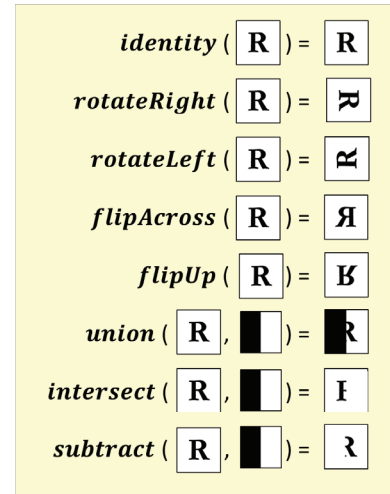 identity ( R ) = R
rotateRight ( R ) = R
rotateLeft ( R ) = R
flipAcross ( R ) = R
flipUp ( R ) = R
union ( R , ) = R
intersect ( R , ) =
subtract ( R , ) =